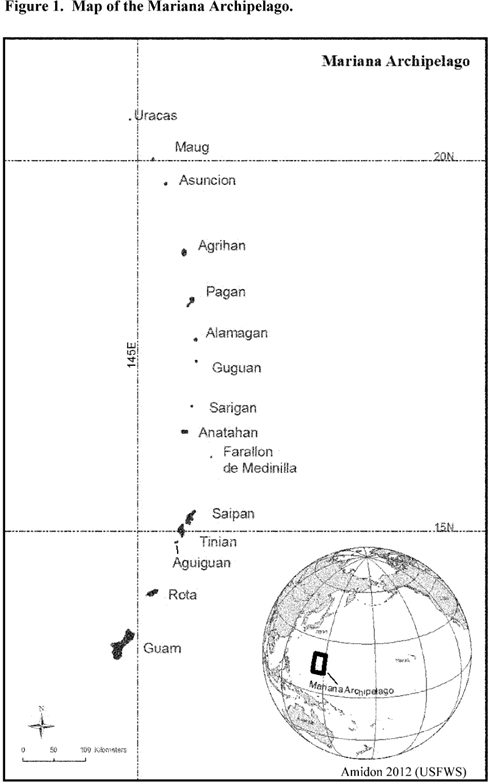 Figure 1. Map of the Mariana Archipelago.
Mariana Archipelago
Uracas
Maug
20N
Asuncion
Agrihan
Pagan
Alamagan
145E
Guguan
Sarigan
Anatahan
Farallon
de Medinilla
Saipan
15N
Tinian
Aguiguan
Rota
Guam
Mariana Archipelago
N
0 50 100 Kilometers
Amidon 2012 (USFWS)